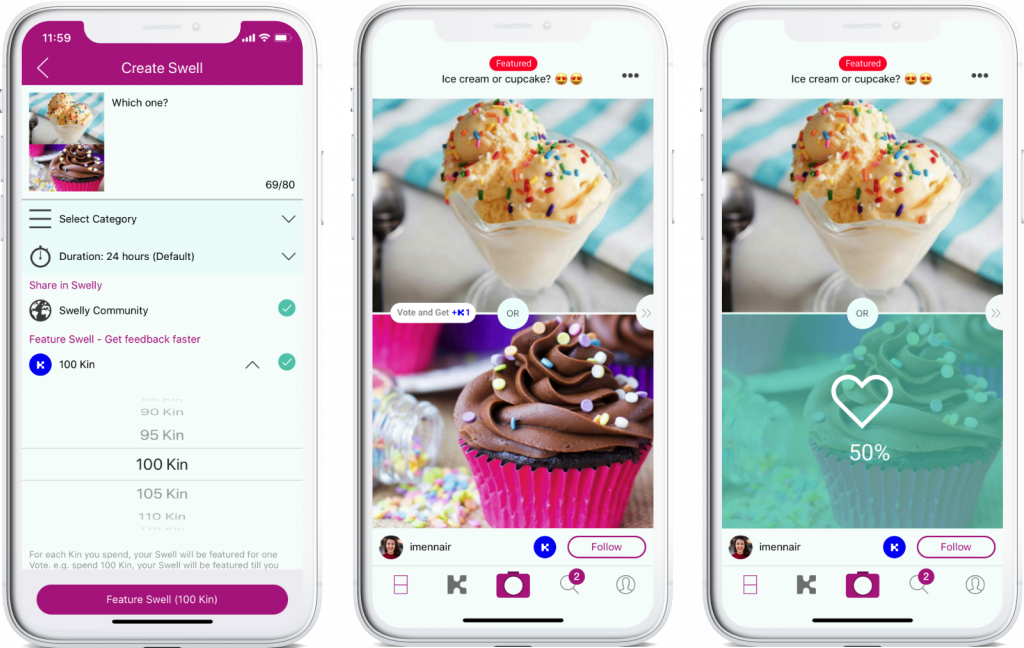 11:59
Create Swell
Which one?
69/80
Select Category
Duration: 24 hours (Default)
Share in Swelly
Swelly Community
Feature Swell - Get feedback faster
100 Kin
90 Kin
95 Kin
100 Kin
105 Kin
110 Kin
For each Kin you spend, your Swell will be featured for one
Vote. e.g. spend 100 Kin, your Swell will be featured till you
Feature Swell (100 Kin)
Featured
Ice cream or cupcake? 😍😍
Vote and Get +K1
OR
imennair
Follow
2
Featured
Ice cream or cupcake? 😍😍
OR
50%
imennair
Follow
2